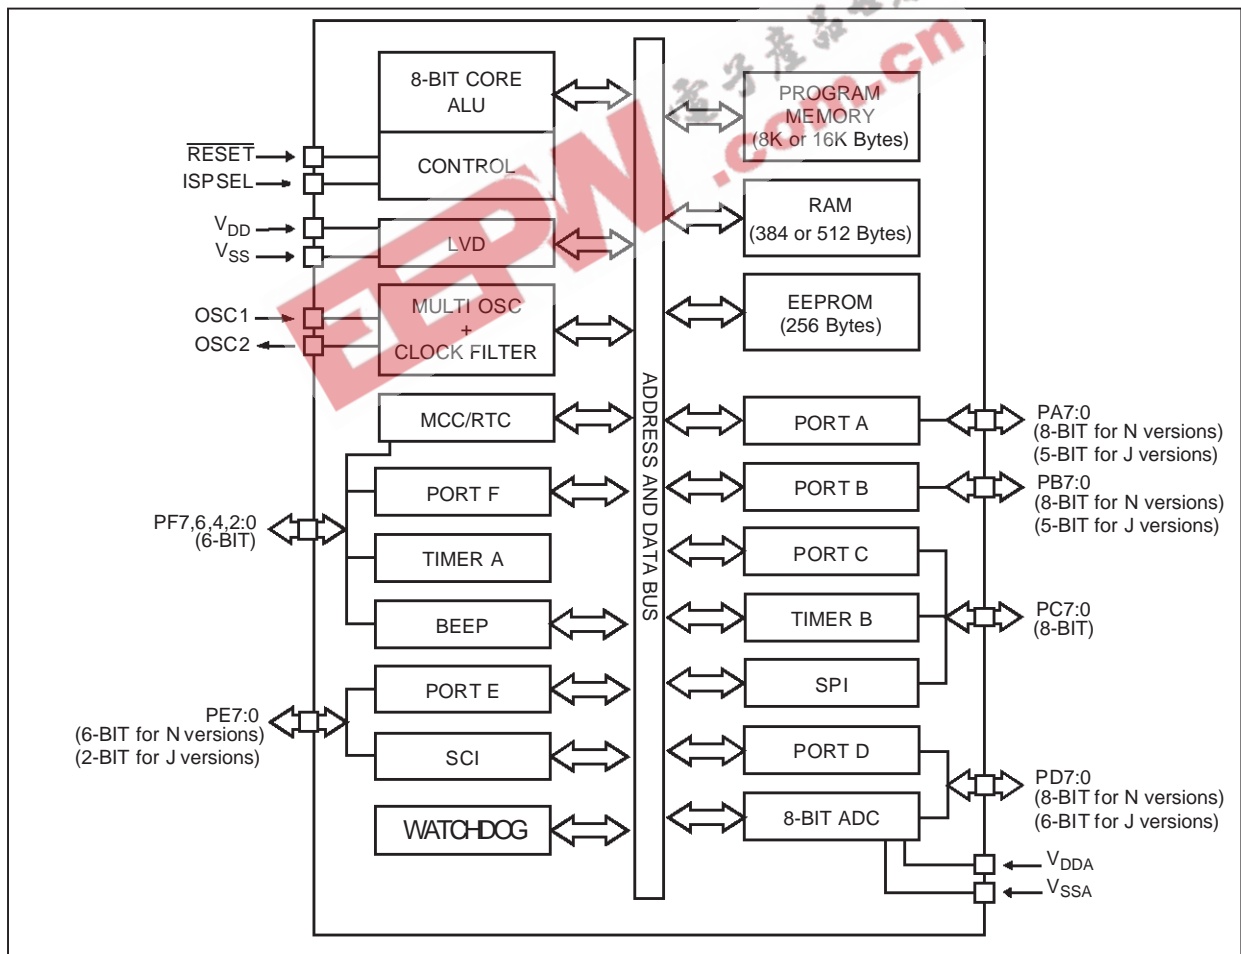 8-BIT CORE
ALU
CONTROL
RESET
ISPSEL
VDD
VSS
LVD
OSC1
OSC2
MULTI OSC
+
CLOCK FILTER
MCC/RTC
PORT F
PF7,6,4,2:0
(6-BIT)
TIMER A
BEEP
PORT E
PE7:0
(6-BIT for N versions)
(2-BIT for J versions)
SCI
WATCHDOG
ADDRESS AND DATA BUS
PROGRAM
MEMORY
(8K or 16K Bytes)
RAM
(384 or 512 Bytes)
EEPROM
(256 Bytes)
PORT A
PA7:0
(8-BIT for N versions)
(5-BIT for J versions)
PORT B
PB7:0
(8-BIT for N versions)
(5-BIT for J versions)
PORT C
TIMER B
PC7:0
(8-BIT)
SPI
PORT D
PD7:0
(8-BIT for N versions)
(6-BIT for J versions)
8-BIT ADC
VDDA
VSSA
EEPW
.com.cn
電子產品